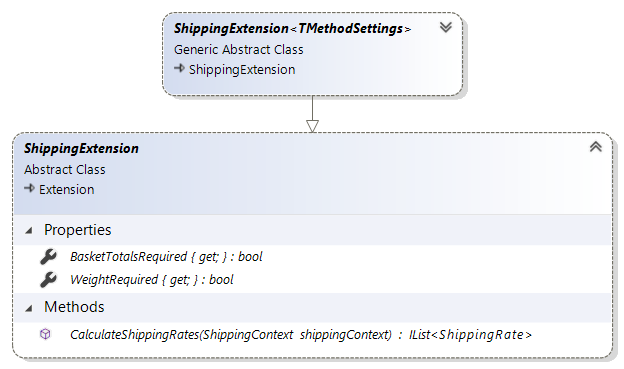 ShippingExtension<TMethodSettings>
Generic Abstract Class
ShippingExtension
ShippingExtension
Abstract Class
Extension
Properties
BasketTotalsRequired { get; } : bool
WeightRequired { get; } : bool
Methods
CalculateShippingRates(ShippingContext shippingContext) : IList<ShippingRate>